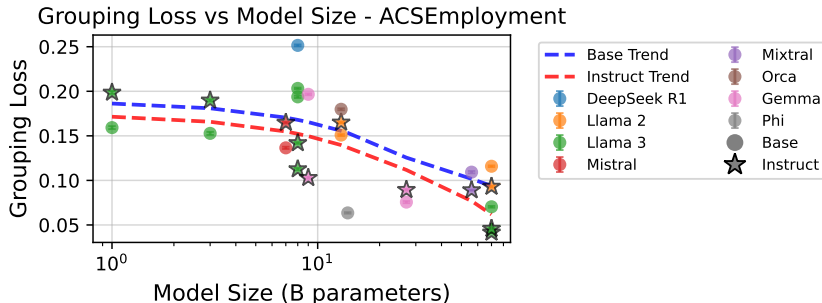 Grouping Loss vs Model Size - ACSEmployment
Grouping Loss
0.25
0.20
0.15
0.10
0.05
10⁰
10¹
Model Size (B parameters)
Base Trend
Instruct Trend
DeepSeek R1
Llama 2
Llama 3
Mistral
Mixtral
Orca
Gemma
Phi
Base
Instruct